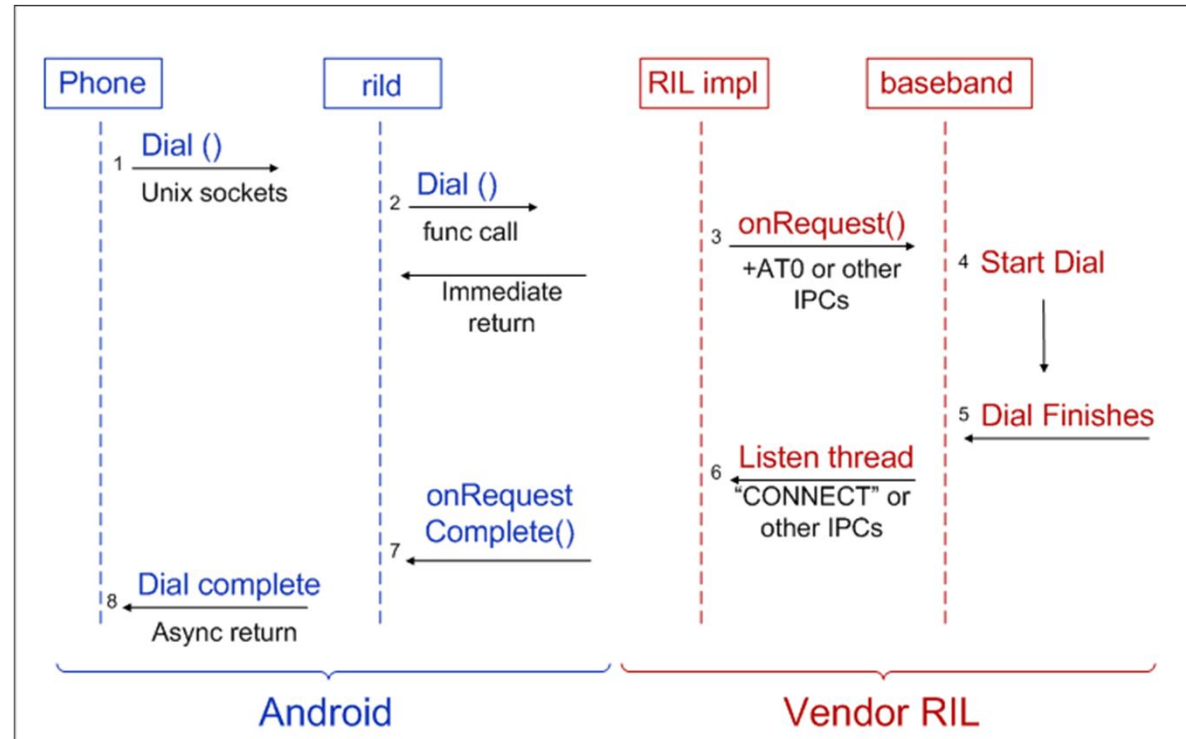 Phone
rild
RIL impl
baseband
1
Dial ()
Unix sockets
2
Dial ()
func call
Immediate
return
3
onRequest()
+AT0 or other
IPCs
4
Start Dial
5
Dial Finishes
6
Listen thread
“CONNECT” or
other IPCs
7
onRequest
Complete()
8
Dial complete
Async return
Android
Vendor RIL